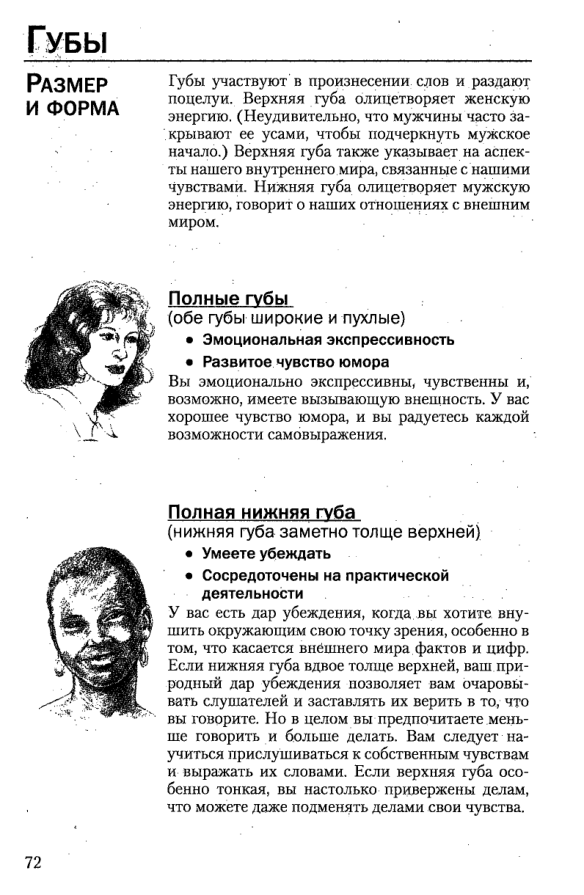 Губы
Размер
и форма
Губы участвуют в произнесении слов и раздают
поцелуи. Верхняя губа олицетворяет женскую
энергию. (Неудивительно, что мужчины часто за-
крывают ее усами, чтобы подчеркнуть мужское
начало.) Верхняя губа также указывает на аспек-
ты нашего внутреннего мира, связанные с нашими
чувствами. Нижняя губа олицетворяет мужскую
энергию, говорит о наших отношениях с внешним
миром.
Полные губы
(обе губы широкие и пухлые)
• Эмоциональная экспрессивность
• Развитое чувство юмора
Вы эмоционально экспрессивны, чувственны и,
возможно, имеете вызывающую внешность. У вас
хорошее чувство юмора, и вы радуетесь каждой
возможности самовыражения.
Полная нижняя губа
(нижняя губа заметно толще верхней)
• Умеете убеждать
• Сосредоточены на практической
деятельности
У вас есть дар убеждения, когда вы хотите вну-
шить окружающим свою точку зрения, особенно в
том, что касается внешнего мира фактов и цифр.
Если нижняя губа вдвое толще верхней, ваш при-
родный дар убеждения позволяет вам очаровы-
вать слушателей и заставлять их верить в то, что
вы говорите. Но в целом вы предпочитаете мень-
ше говорить и больше делать. Вам следует на-
учиться прислушиваться к собственным чувствам
и выражать их словами. Если верхняя губа осо-
бенно тонкая, вы настолько привержены делам,
что можете даже подменять делами свои чувства.
72